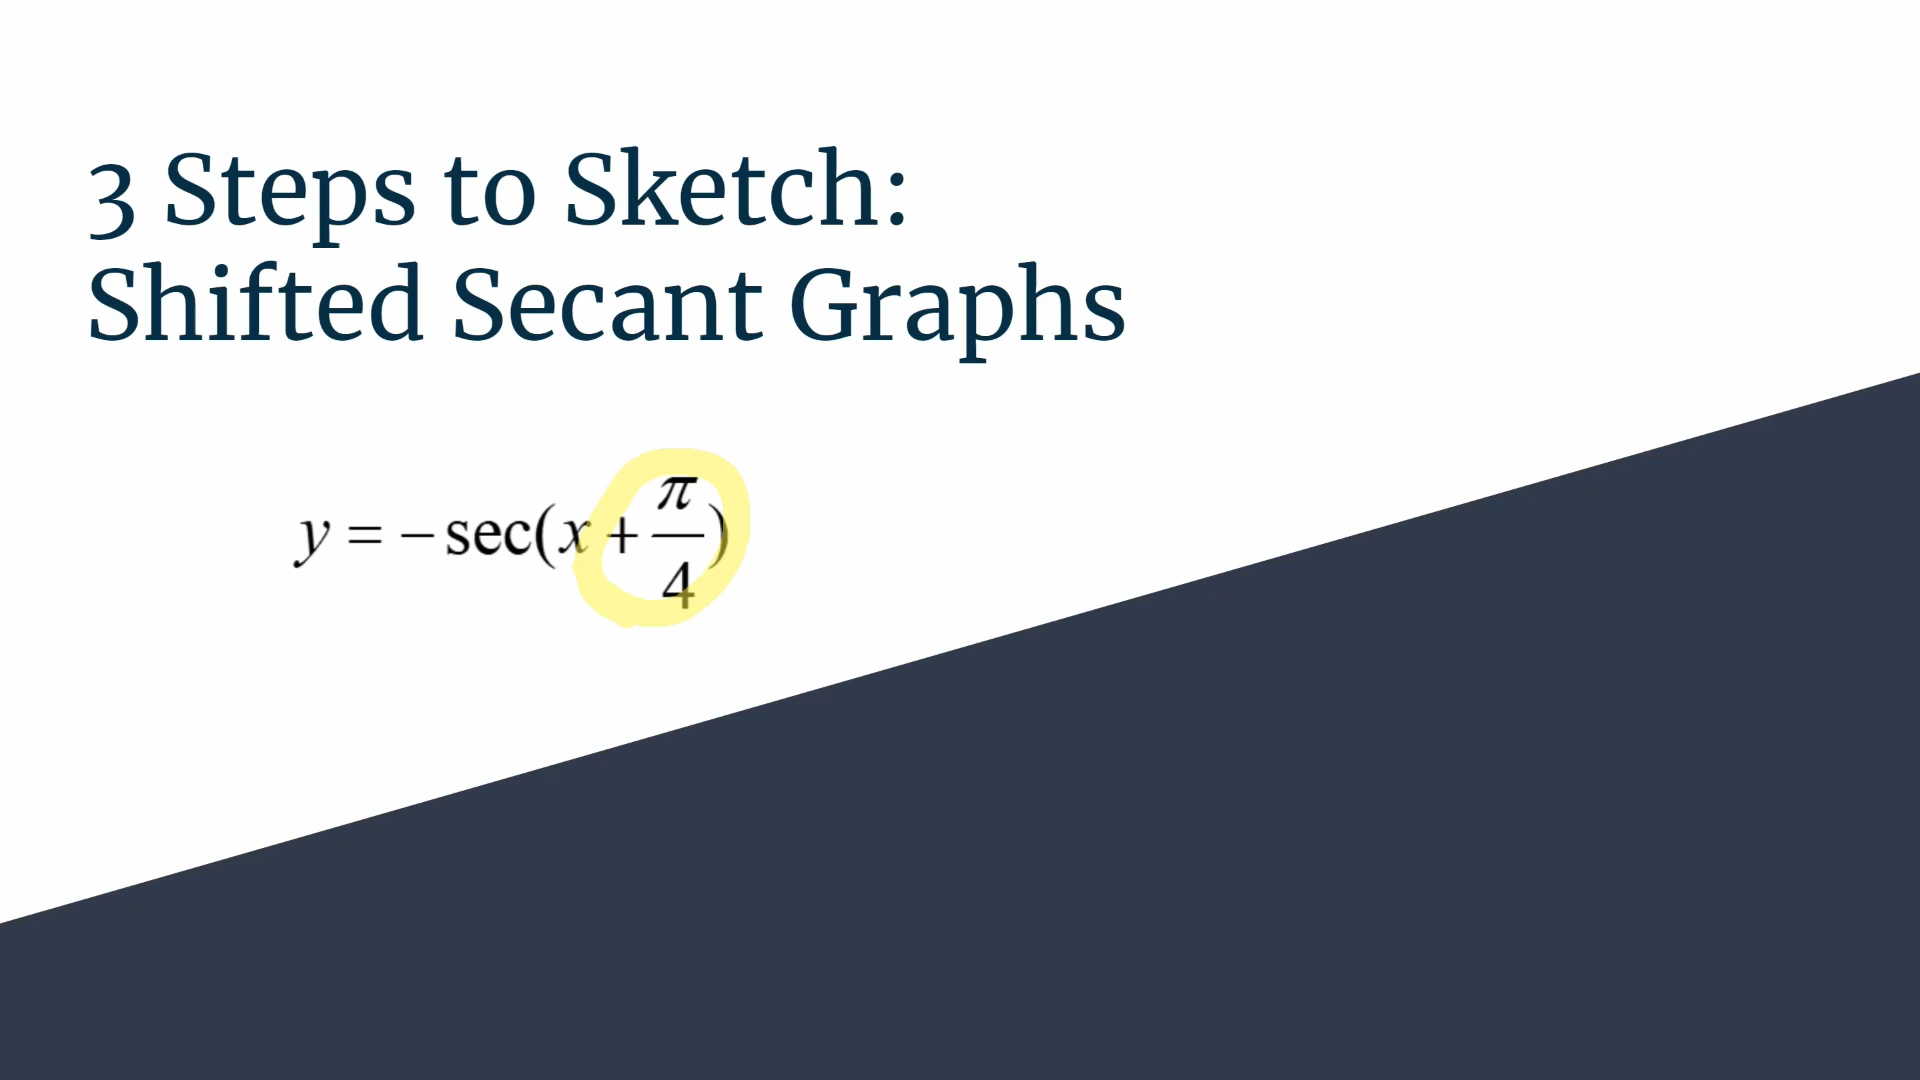 3 Steps to Sketch:
Shifted Secant Graphs
y = − sec(x + π/4)